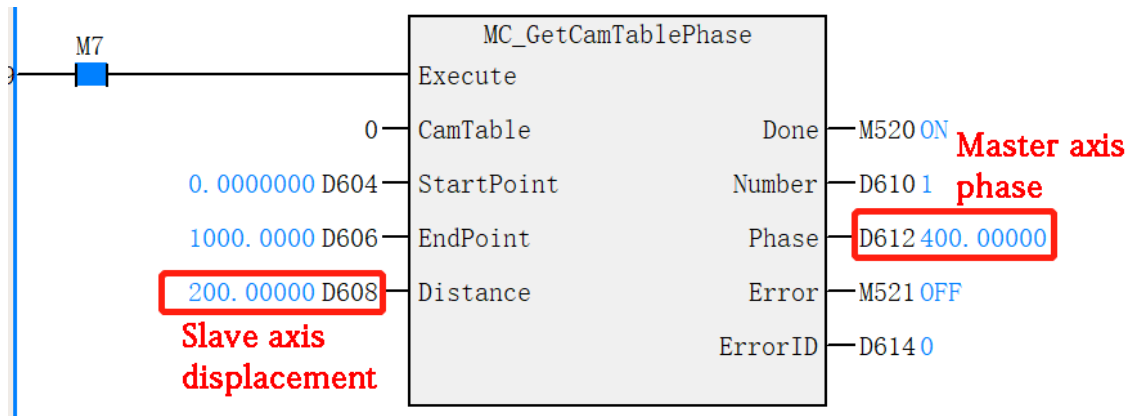 MC_GetCamTablePhase
M7
Execute
0 CamTable Done M520 ON
Master axis
phase
0.0000000 D604 StartPoint Number D610 1
1000.0000 D606 EndPoint Phase D612 400.00000
200.00000 D608 Distance Error M521 OFF
Slave axis
displacement
ErrorID D614 0